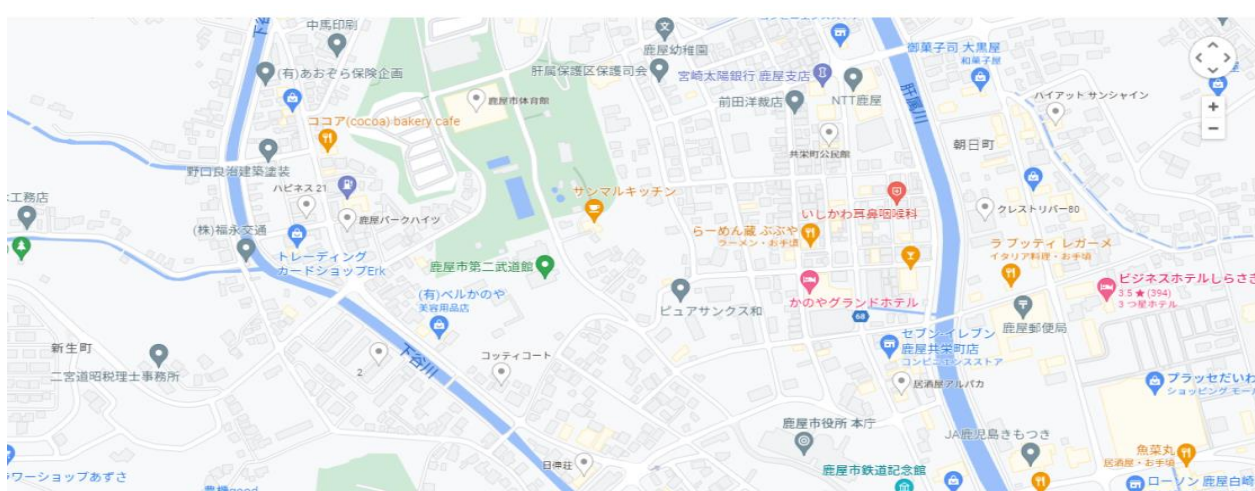 中馬印刷
下谷
(有)あおぞら保険企画
鹿屋市体育館
ココア(cocoa) bakery cafe
野口良治建築塗装
ハピネス 21
鹿屋パークハイツ
工務店
(株)福永交通
トレーディング
カードショップErk
鹿屋幼稚園
肝属保護区保護司会
宮崎太陽銀行 鹿屋支店
前田洋裁店
NTT鹿屋
共栄町公民館
御菓子司 大黒屋
和菓子屋
肝属川
ハイアット サンシャイン
+
−
朝日町
サンマルキッチン
いしかわ耳鼻咽喉科
クレストリバー80
らーめん蔵 ぶぶや
ラーメン・お手頃
ラ ブッティ レガーメ
イタリア料理・お手頃
鹿屋市第二武道館
ビジネスホテルしらさぎ
3.5 ★ (394)
3 つ星ホテル
(有)ベルかのや
美容用品店
ピュアサンクス和
かのやグランドホテル
68
鹿屋郵便局
セブン-イレブン
鹿屋共栄町店
コンビニエンスストア
新生町
二宮道昭税理士事務所
2
下谷川
コッティコート
居酒屋アルパカ
プラッセだいわ
ショッピング モール
鹿屋市役所 本庁
JA鹿児島きもつき
魚菜丸
居酒屋・お手頃
日伸荘
鹿屋市鉄道記念館
ラワーショップあずさ
ローソン 鹿屋白崎